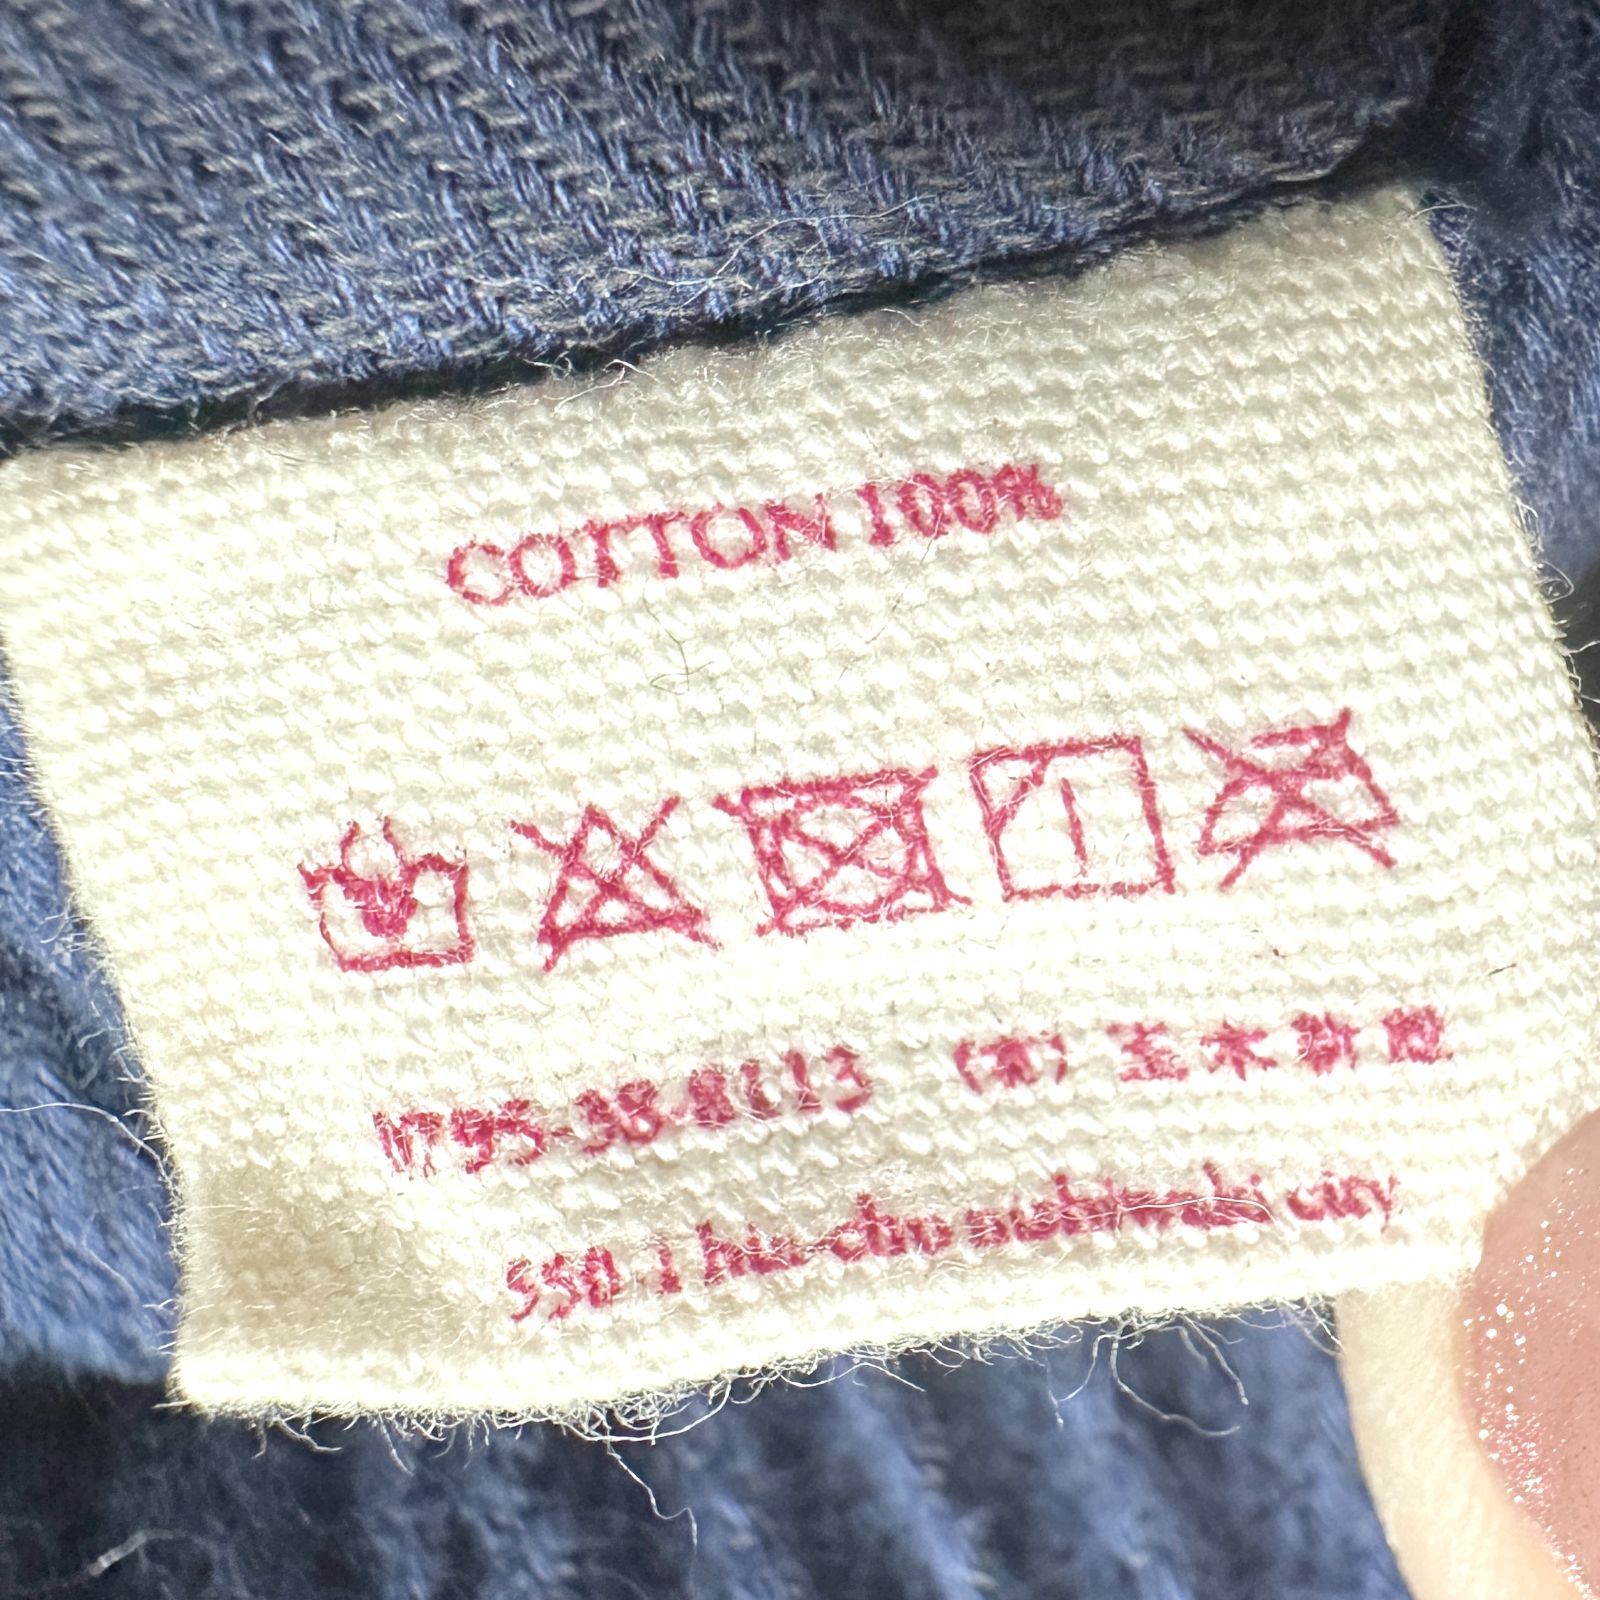 COTTON 100%
0795-38-8113 (有) 玉木新雌
550-1 hie-cho nishiwaki city